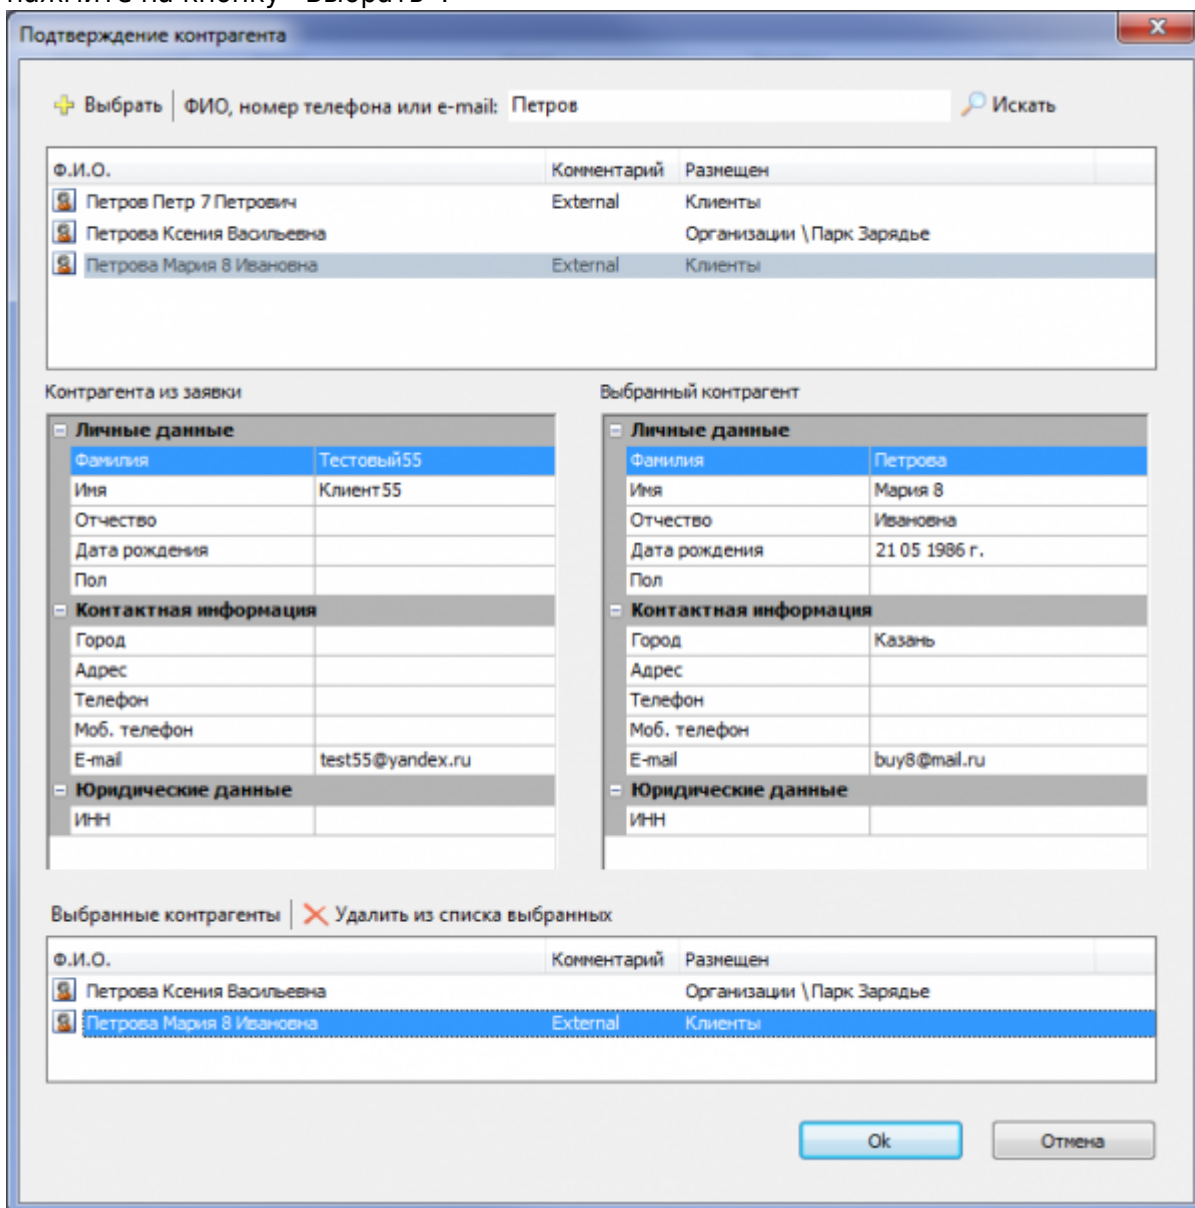 Подтверждение контрагента
Выбрать ФИО, номер телефона или e-mail: Петров Искать
Ф.И.О. Комментарий Размещен
Петров Петр 7 Петрович External Клиенты
Петрова Ксения Васильевна Организации \ Парк Зарядье
Петрова Мария 8 Ивановна External Клиенты
Контрагента из заявки Выбранный контрагент
Личные данные Личные данные
Фамилия Тестовый55 Фамилия Петрова
Имя Клиент55 Имя Мария 8
Отчество Отчество Ивановна
Дата рождения Дата рождения 21 05 1986 г.
Пол Пол
Контактная информация Контактная информация
Город Город Казань
Адрес Адрес
Телефон Телефон
Моб. телефон Моб. телефон
E-mail test55@yandex.ru E-mail buy8@mail.ru
Юридические данные Юридические данные
ИНН ИНН
Выбранные контрагенты Удалить из списка выбранных
Ф.И.О. Комментарий Размещен
Петрова Ксения Васильевна Организации \ Парк Зарядье
Петрова Мария 8 Ивановна External Клиенты
Ok Отмена